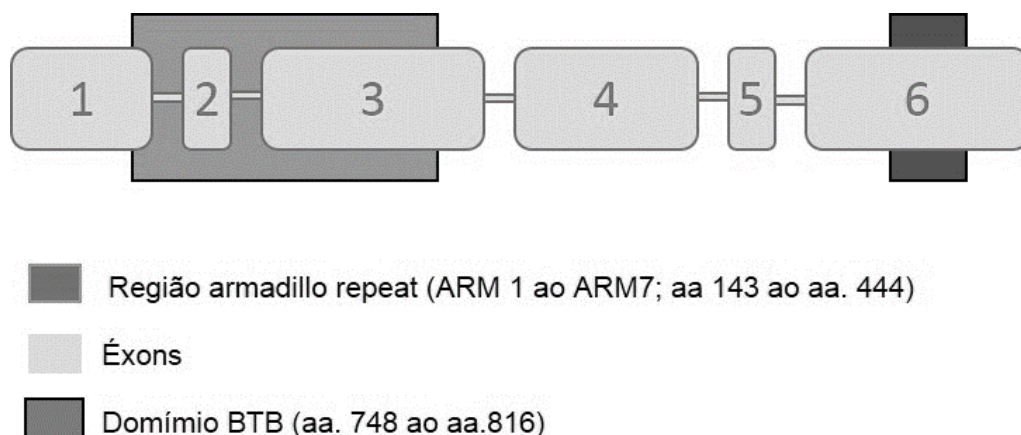 1 2 3 4 5 6
Região armadillo repeat (ARM 1 ao ARM7; aa 143 ao aa. 444)
Éxons
Domímio BTB (aa. 748 ao aa.816)